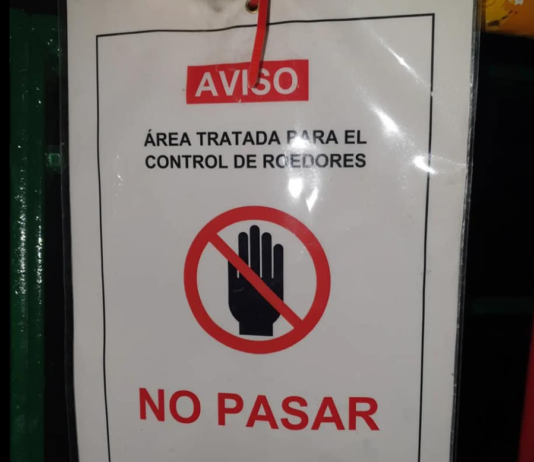 AVISO
ÁREA TRATADA PARA EL
CONTROL DE ROEDORES
NO PASAR